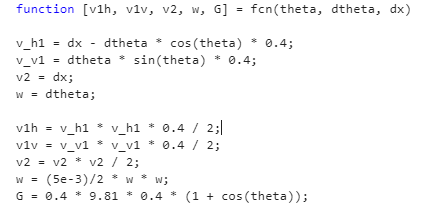 function [v1h, v1v, v2, w, G] = fcn(theta, dtheta, dx)
v_h1 = dx - dtheta * cos(theta) * 0.4;
v_v1 = dtheta * sin(theta) * 0.4;
v2 = dx;
w = dtheta;
v1h = v_h1 * v_h1 * 0.4 / 2;
v1v = v_v1 * v_v1 * 0.4 / 2;
v2 = v2 * v2 / 2;
w = (5e-3)/2 * w * w;
G = 0.4 * 9.81 * 0.4 * (1 + cos(theta));